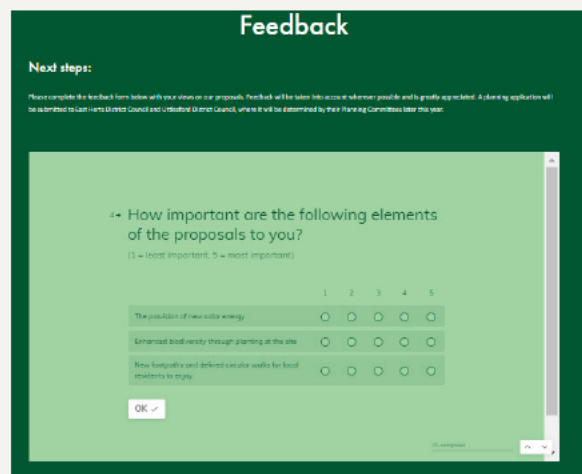 Feedback
Next steps:
Please complete the feedback form below with your views on our proposals. Feedback will be taken into account wherever possible and is greatly appreciated. A planning application will
be submitted to East Herts District Council and Uttlesford District Council, where it will be determined by their Planning Committees later this year.
4→ How important are the following elements
of the proposals to you?
(1 = least important, 5 = most important)
1 2 3 4 5
The provision of new solar energy
Enhanced biodiversity through planting at the site
New footpaths and defined circular walks for local
residents to enjoy.
OK ✓
completed